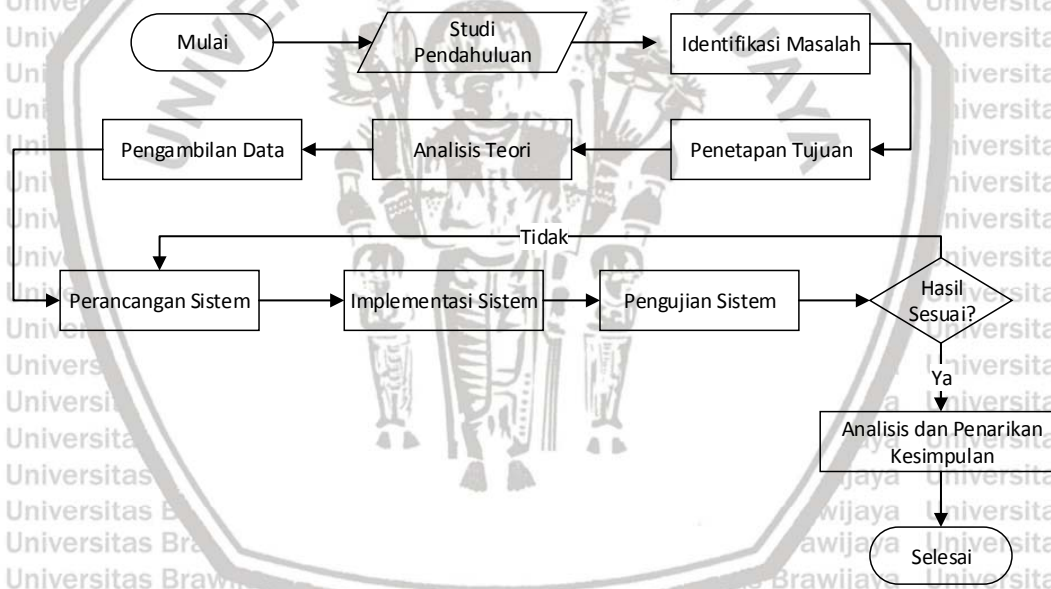 Mulai
Studi
Pendahuluan
Identifikasi Masalah
Pengambilan Data
Analisis Teori
Penetapan Tujuan
Tidak
Perancangan Sistem
Implementasi Sistem
Pengujian Sistem
Hasil
Sesuai?
Ya
Analisis dan Penarikan
Kesimpulan
Selesai